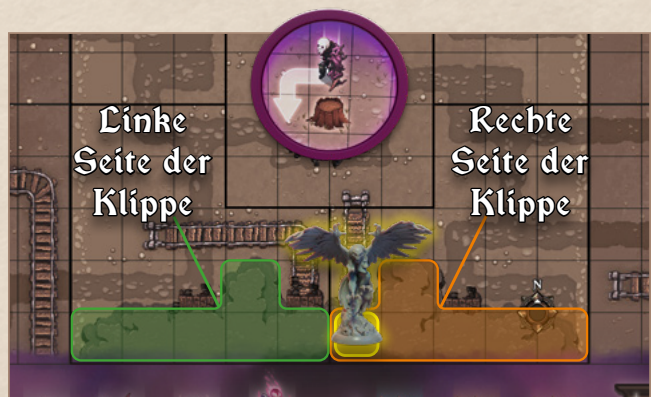 Linke
Seite der
Klippe
Rechte
Seite der
Klippe
N